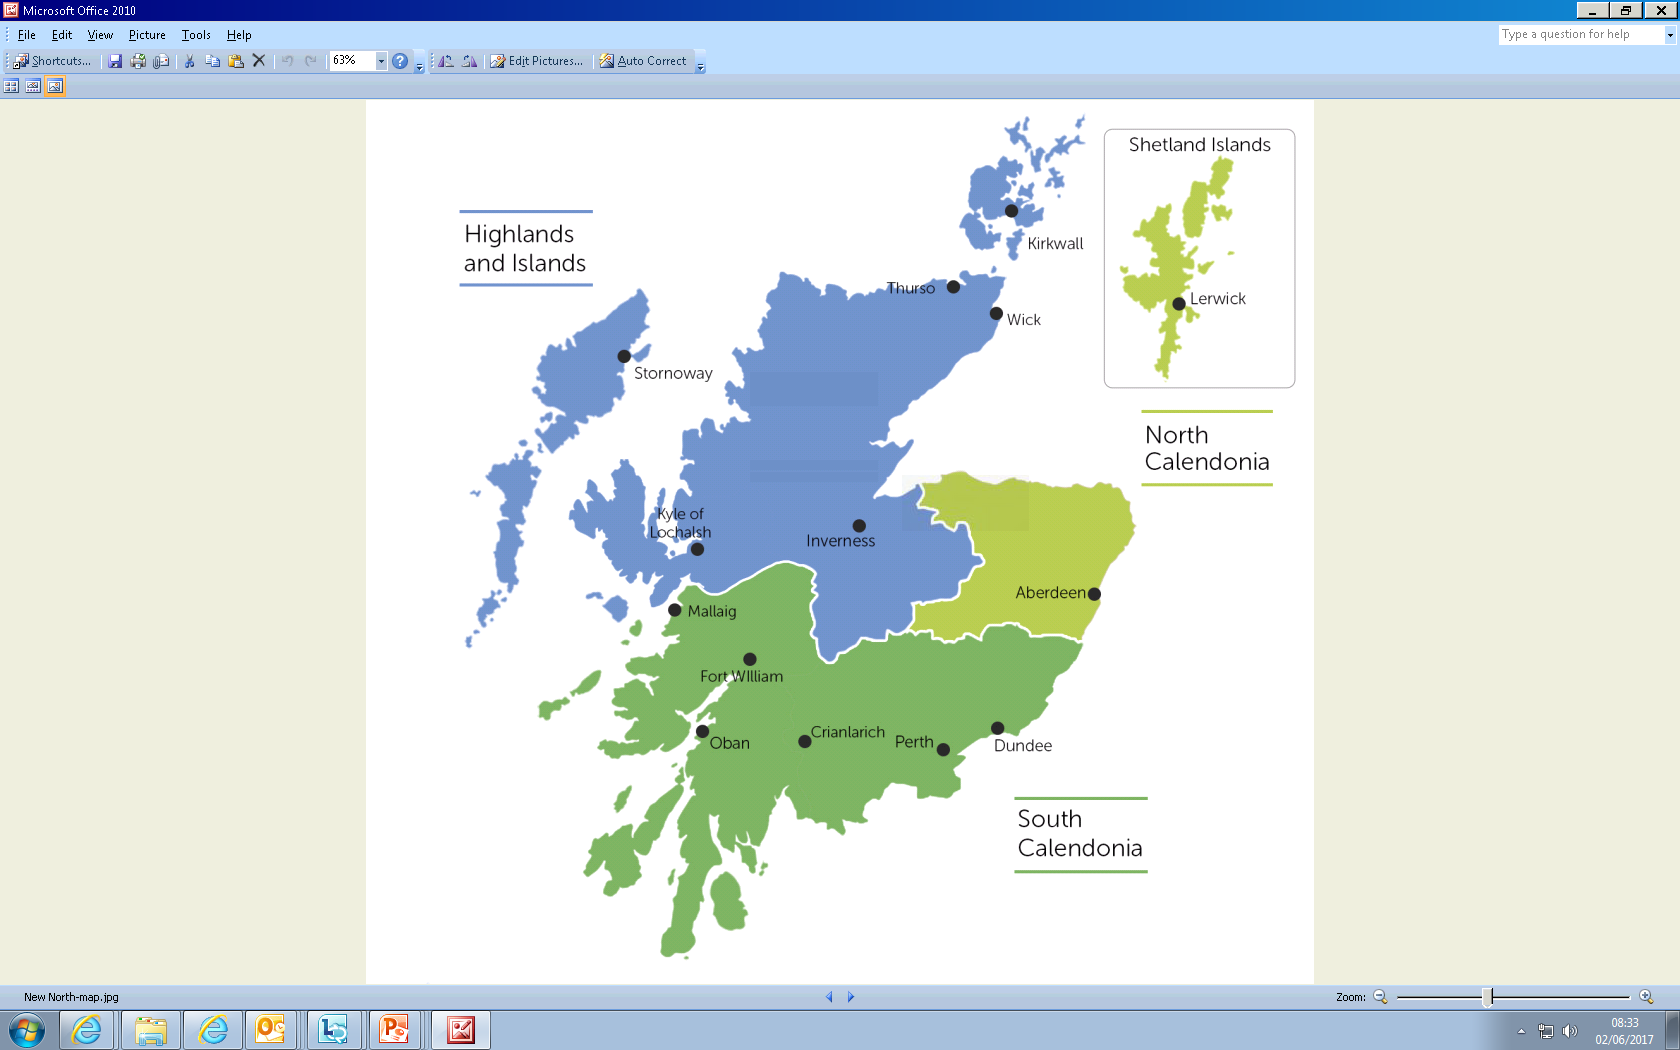 Microsoft Office 2010
File Edit View Picture Tools Help
Type a question for help
Shortcuts...
63%
Edit Pictures...
Auto Correct
Shetland Islands
Highlands
and Islands
Kirkwall
Thurso
Lerwick
Wick
Stornoway
North
Calendonia
Kyle of
Lochalsh
Inverness
Aberdeen
Mallaig
Fort WIlliam
Crianlarich
Perth
Oban
Dundee
South
Calendonia
New North-map.jpg
Zoom:
08:33
02/06/2017